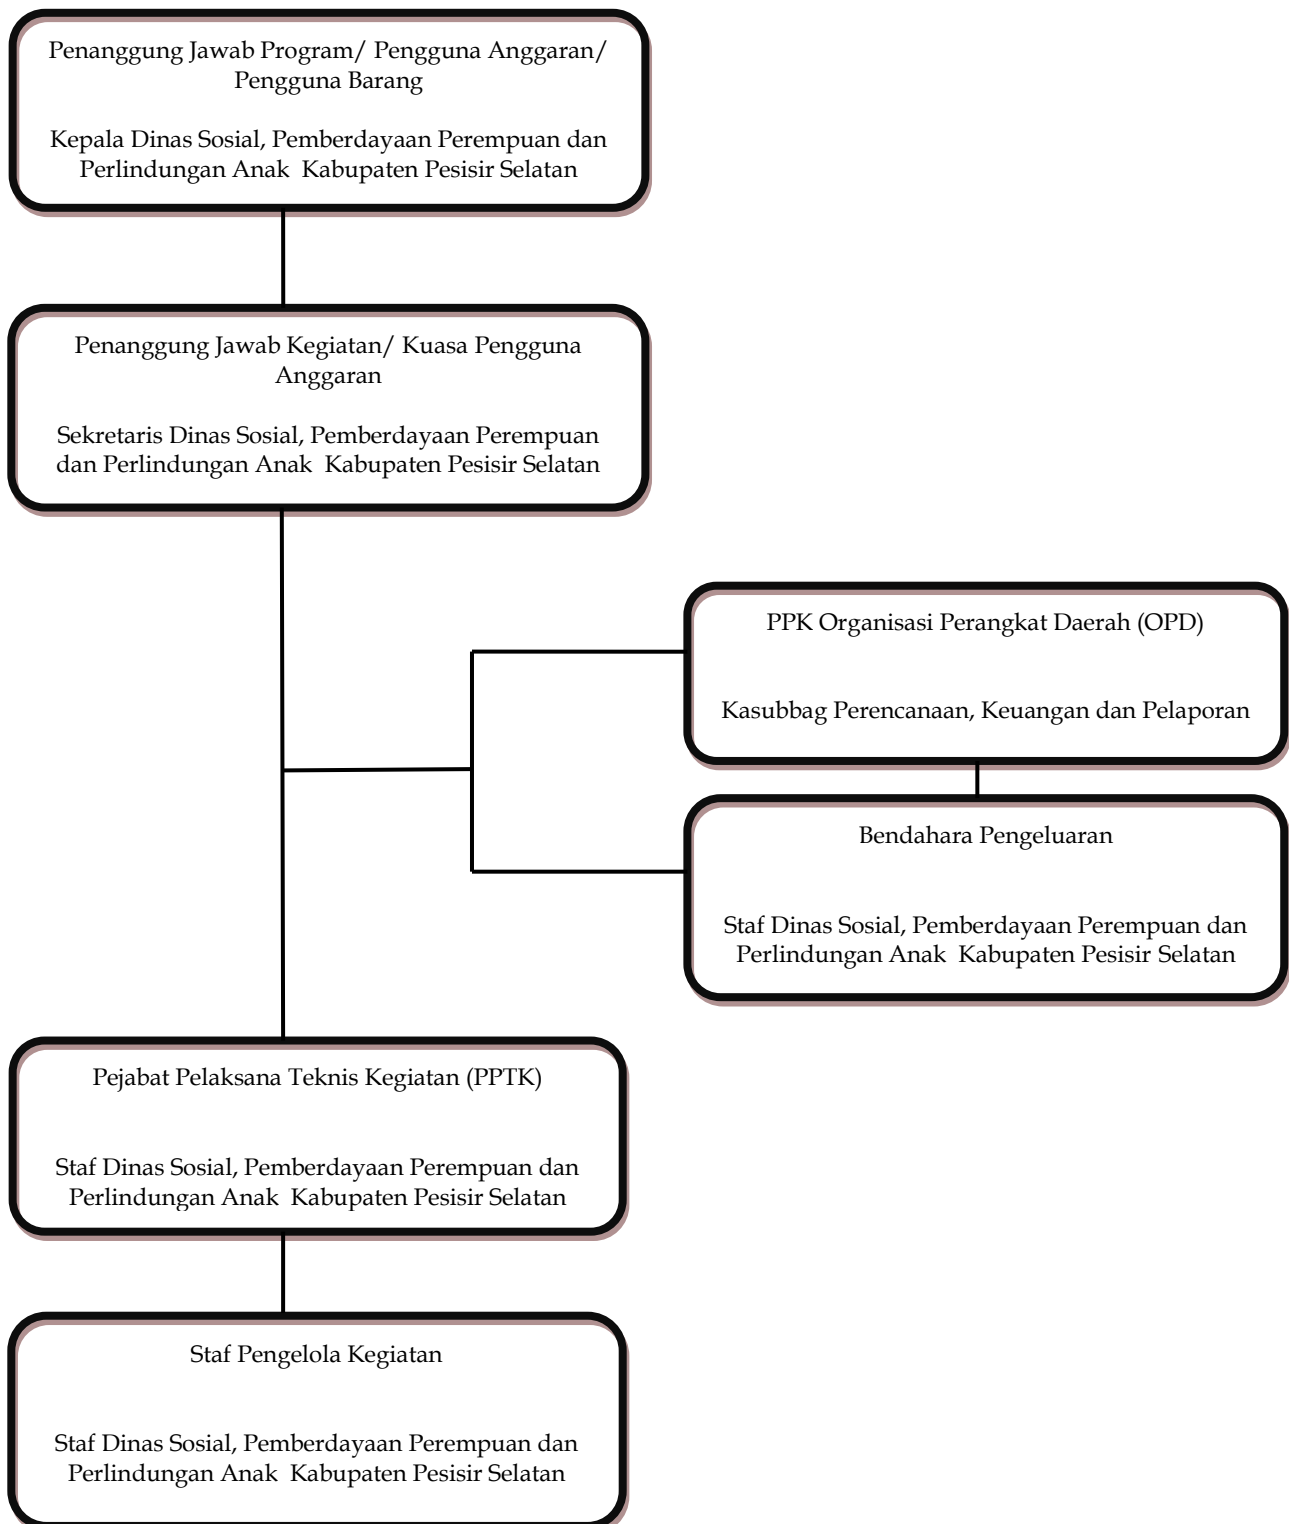 Penanggung Jawab Program/ Pengguna Anggaran/
Pengguna Barang
Kepala Dinas Sosial, Pemberdayaan Perempuan dan
Perlindungan Anak  Kabupaten Pesisir Selatan
Penanggung Jawab Kegiatan/ Kuasa Pengguna
Anggaran
Sekretaris Dinas Sosial, Pemberdayaan Perempuan
dan Perlindungan Anak  Kabupaten Pesisir Selatan
PPK Organisasi Perangkat Daerah (OPD)
Kasubbag Perencanaan, Keuangan dan Pelaporan
Bendahara Pengeluaran
Staf Dinas Sosial, Pemberdayaan Perempuan dan
Perlindungan Anak  Kabupaten Pesisir Selatan
Pejabat Pelaksana Teknis Kegiatan (PPTK)
Staf Dinas Sosial, Pemberdayaan Perempuan dan
Perlindungan Anak  Kabupaten Pesisir Selatan
Staf Pengelola Kegiatan
Staf Dinas Sosial, Pemberdayaan Perempuan dan
Perlindungan Anak  Kabupaten Pesisir Selatan